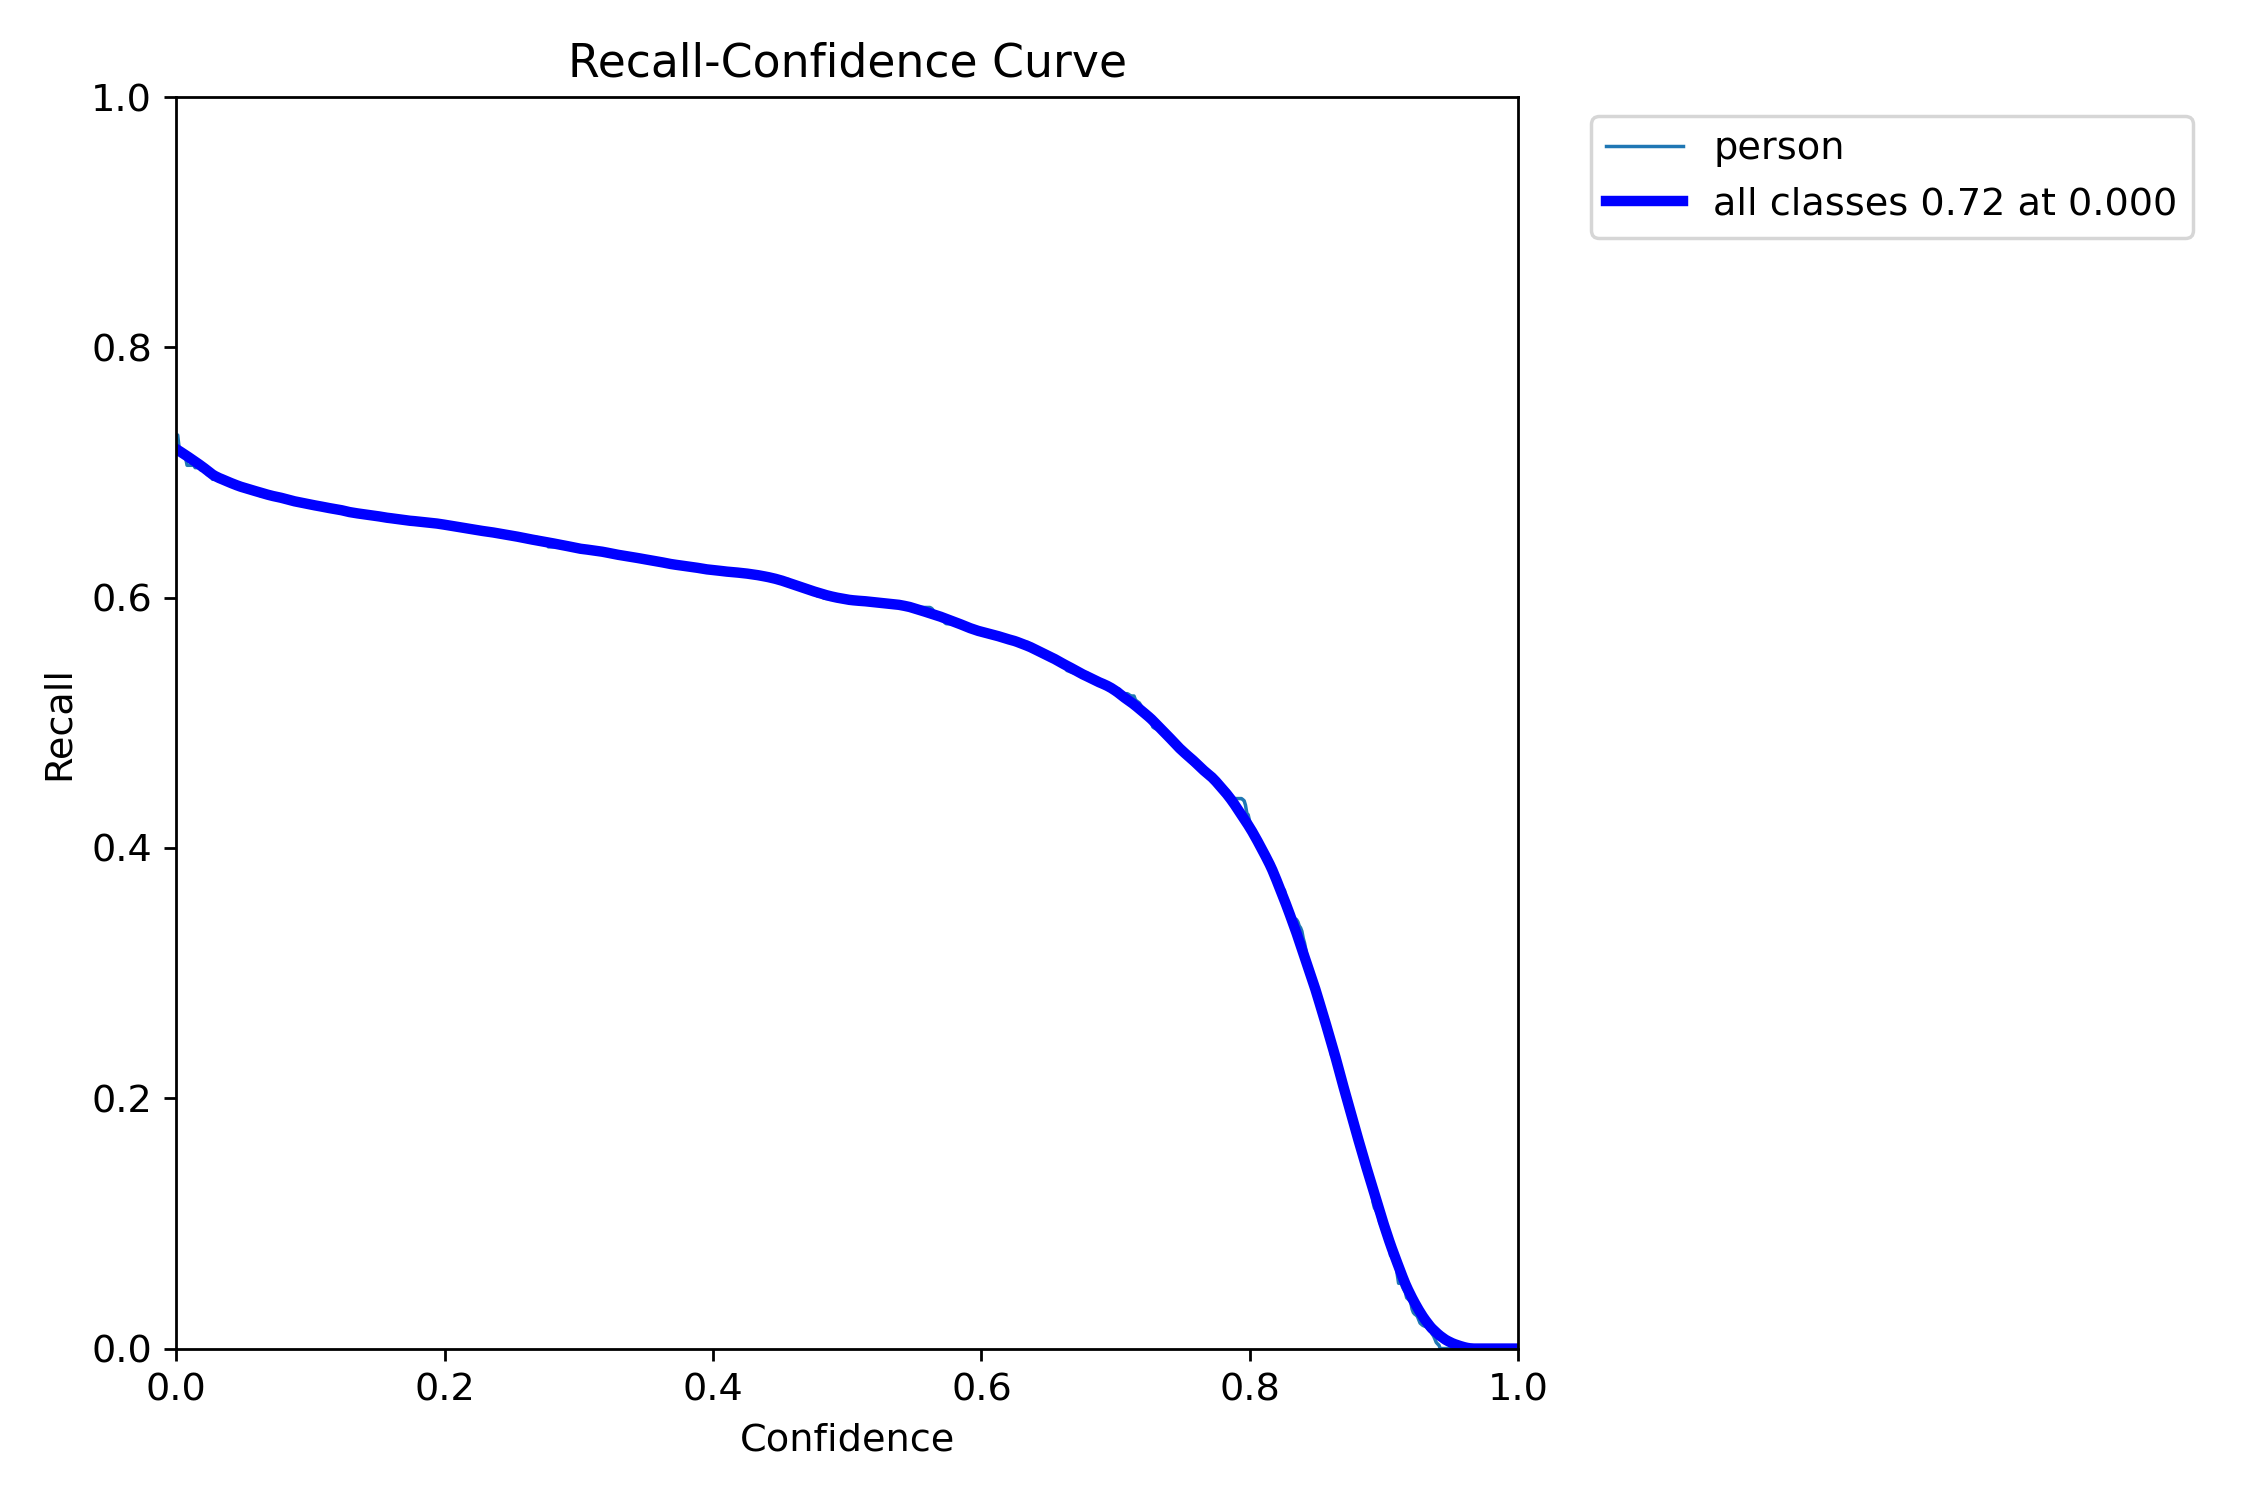 Recall-Confidence Curve
1.0
0.8
0.6
0.4
0.2
0.0
Recall
0.0 0.2 0.4 0.6 0.8 1.0
Confidence
person
all classes 0.72 at 0.000